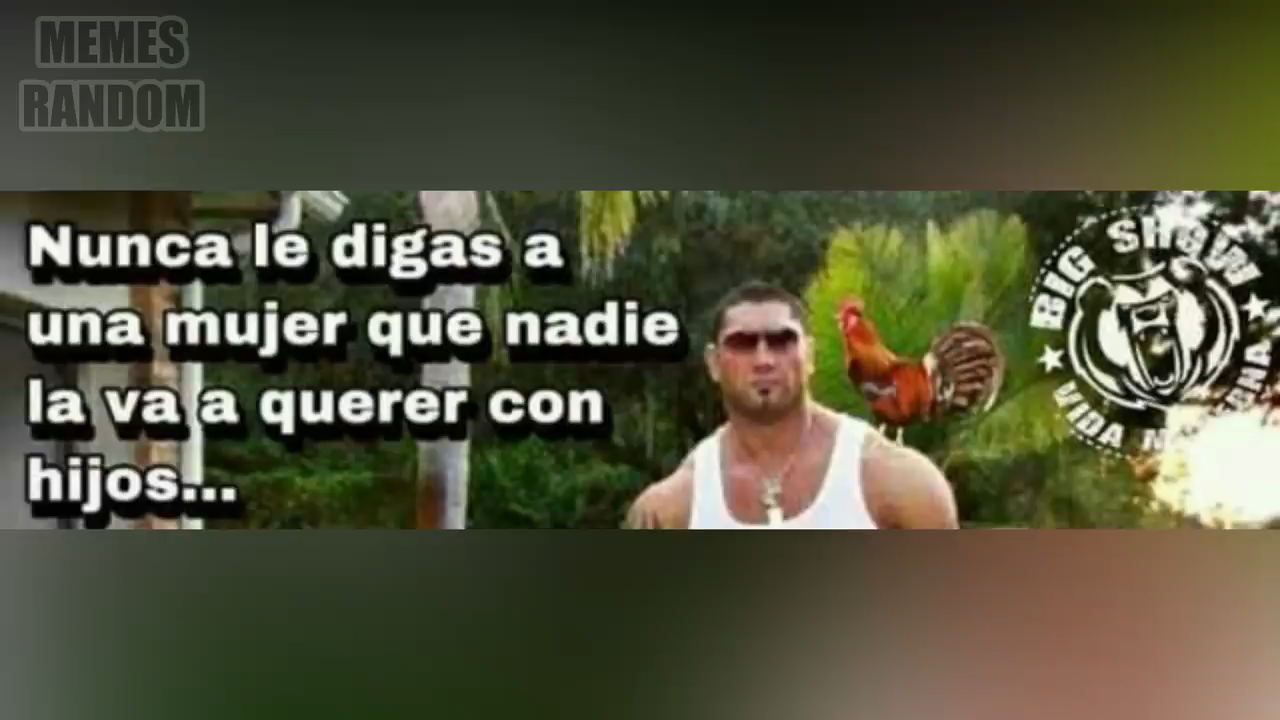 MEMES
RANDOM
Nunca le digas a
una mujer que nadie
la va a querer con
hijos...
BIG SHOW
VIDA